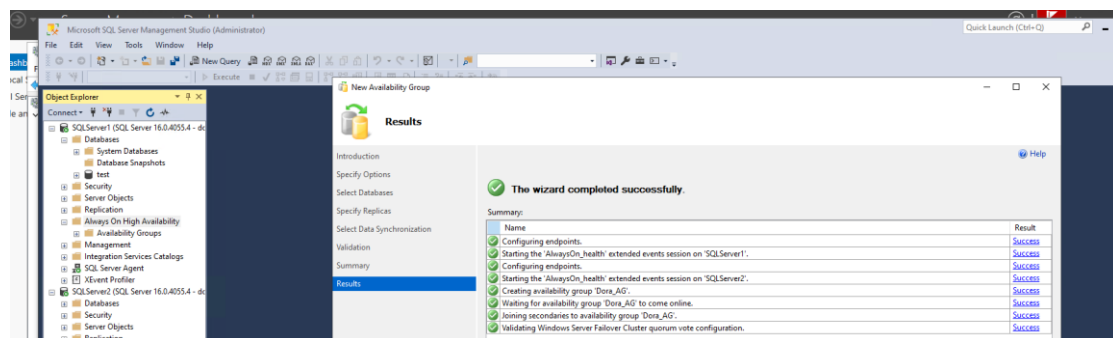 Microsoft SQL Server Management Studio (Administrator)
Quick Launch (Ctrl+Q)
File Edit View Tools Window Help
New Query
Execute
Object Explorer
Connect
SQLServer1 (SQL Server 16.0.4055.4 - do
Databases
System Databases
Database Snapshots
test
Security
Server Objects
Replication
Always On High Availability
Availability Groups
Management
Integration Services Catalogs
SQL Server Agent
XEvent Profiler
SQLServer2 (SQL Server 16.0.4055.4 - do
Databases
Security
Server Objects
New Availability Group
Results
Help
Introduction
Specify Options
Select Databases
Specify Replicas
Select Data Synchronization
Validation
Summary
Results
The wizard completed successfully.
Summary:
Name Result
Configuring endpoints. Success
Starting the 'AlwaysOn_health' extended events session on 'SQLServer1'. Success
Configuring endpoints. Success
Starting the 'AlwaysOn_health' extended events session on 'SQLServer2'. Success
Creating availability group 'Dora_AG'. Success
Waiting for availability group 'Dora_AG' to come online. Success
Joining secondaries to availability group 'Dora_AG'. Success
Validating Windows Server Failover Cluster quorum vote configuration. Success